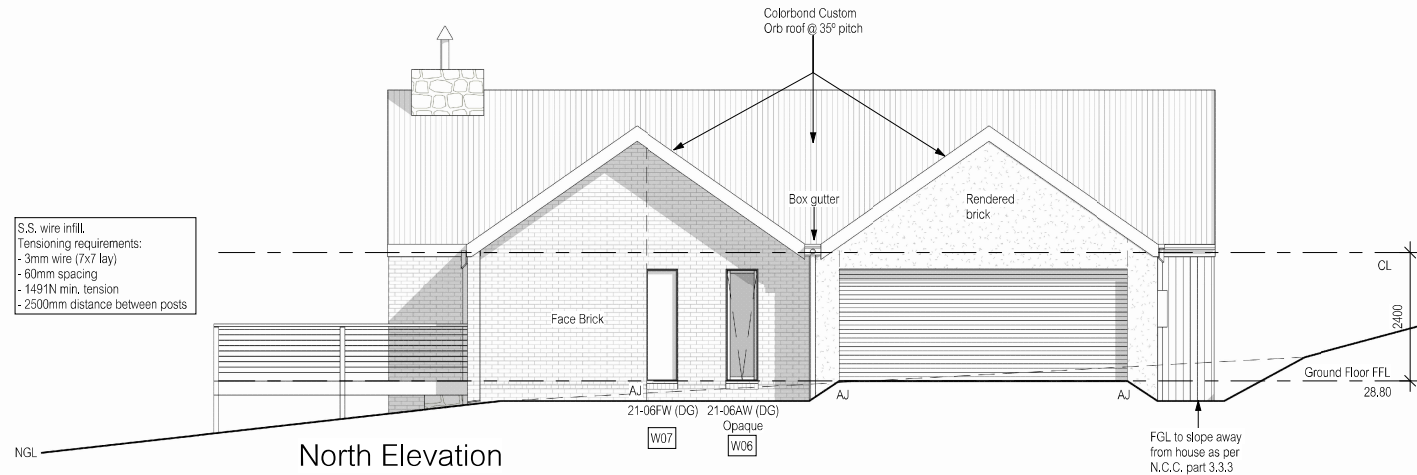 Colorbond Custom
Orb roof @ 35º pitch
Box gutter
Rendered
brick
S.S. wire infill.
Tensioning requirements:
- 3mm wire (7x7 lay)
- 60mm spacing
- 1491N min. tension
- 2500mm distance between posts
CL
2400
Face Brick
Ground Floor FFL
28.80
AJ
AJ
AJ
21-06FW (DG)
W07
21-06AW (DG)
Opaque
W06
NGL
North Elevation
FGL to slope away
from house as per
N.C.C. part 3.3.3